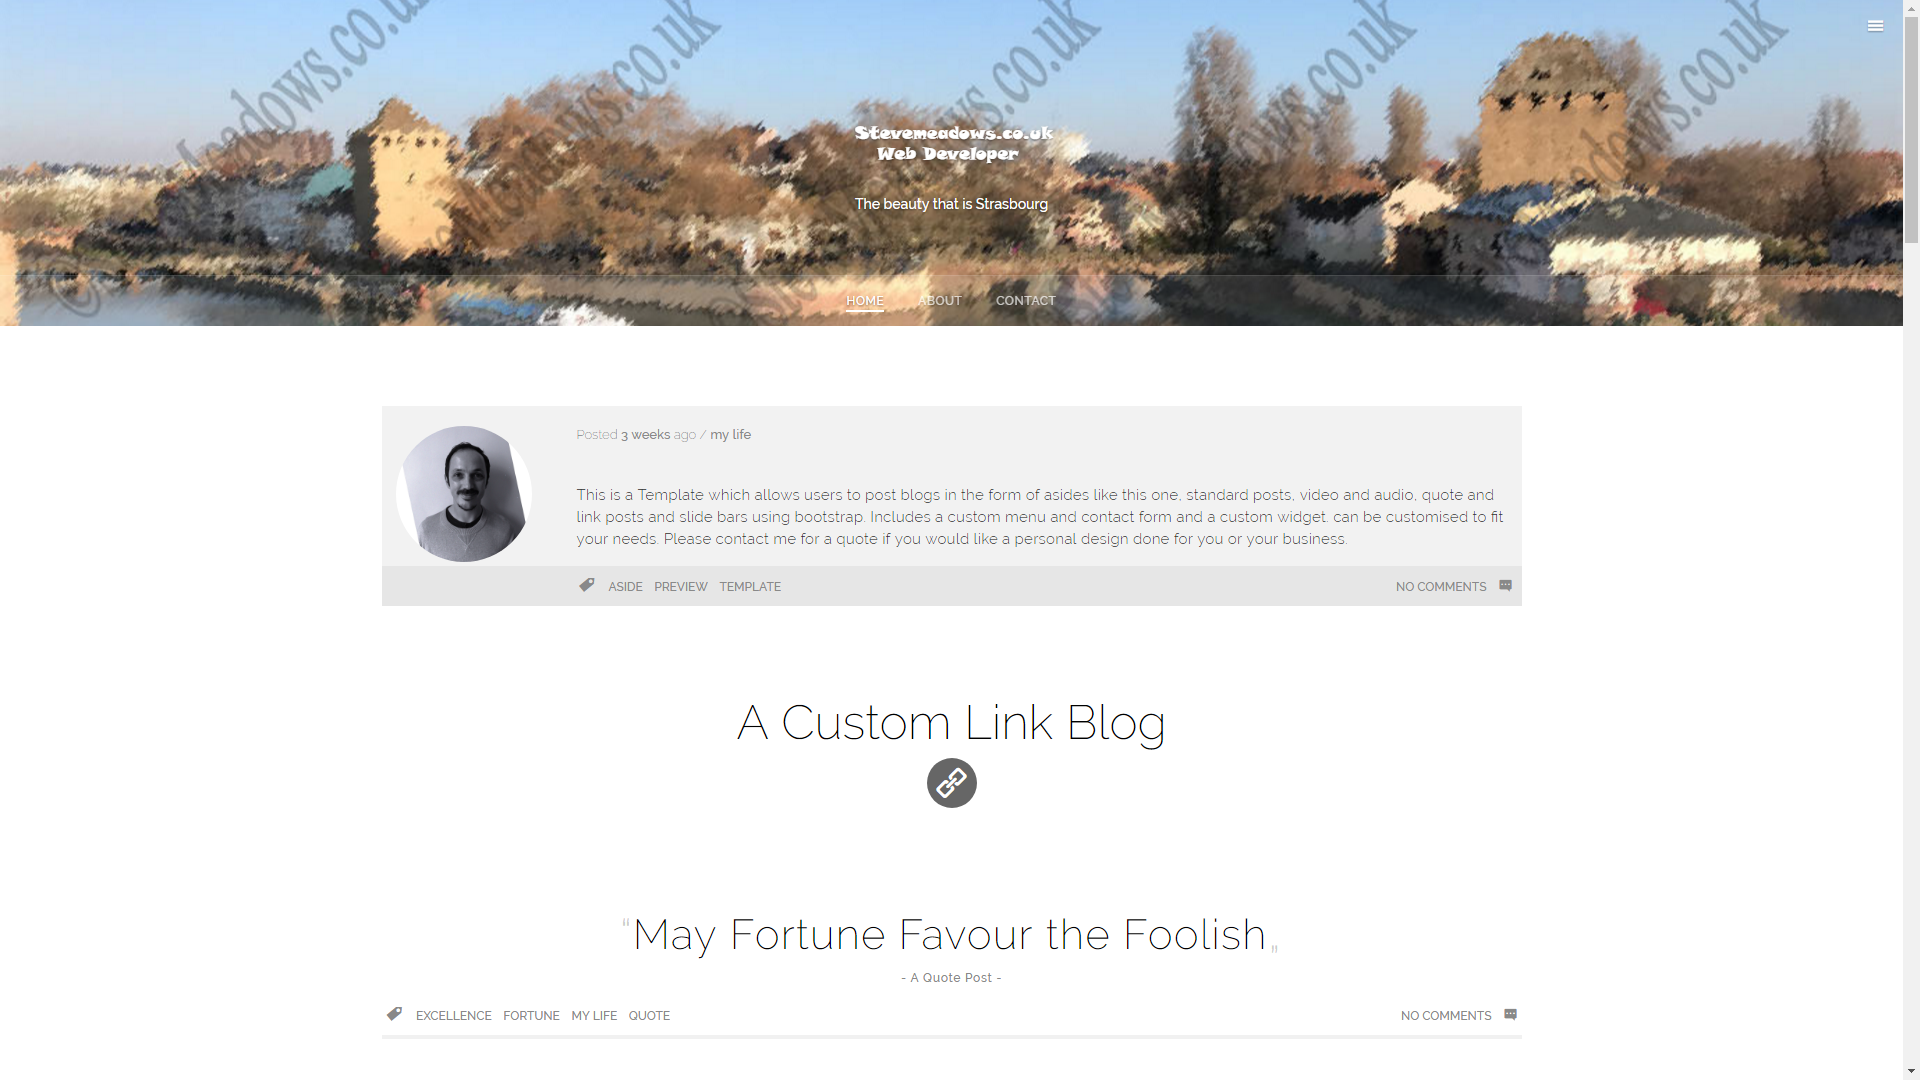 Stevemeadows.co.uk
Web Developer
The beauty that is Strasbourg
HOME ABOUT CONTACT
Posted 3 weeks ago / my life
This is a Template which allows users to post blogs in the form of asides like this one, standard posts, video and audio, quote and
link posts and slide bars using bootstrap. Includes a custom menu and contact form and a custom widget. can be customised to fit
your needs. Please contact me for a quote if you would like a personal design done for you or your business.
ASIDE PREVIEW TEMPLATE NO COMMENTS
A Custom Link Blog
“May Fortune Favour the Foolish„
- A Quote Post -
EXCELLENCE FORTUNE MY LIFE QUOTE NO COMMENTS